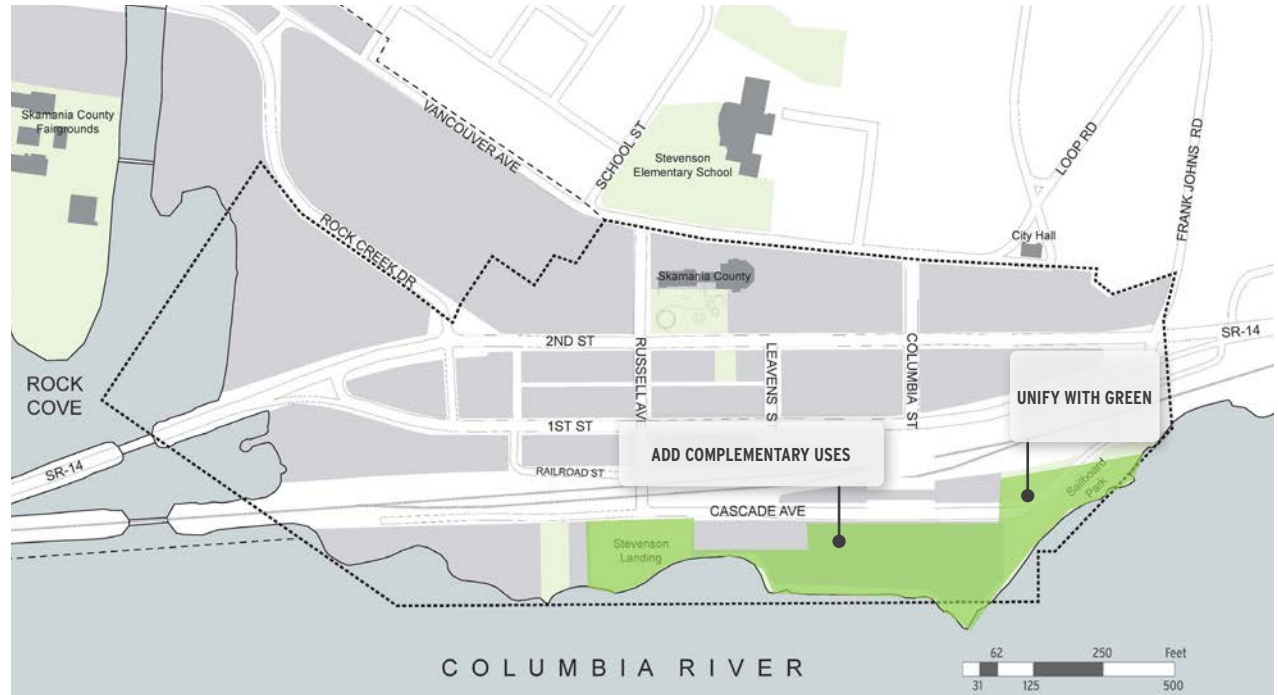 Skamania County
Fairgrounds
VANCOUVER AVE
SCHOOL ST
Stevenson
Elementary School
LOOP RD
FRANK JOHNS RD
City Hall
ROCK CREEK DR
Skamania County
SR-14
2ND ST
RUSSELL AVE
LEAVENS S
COLUMBIA ST
ROCK
COVE
UNIFY WITH GREEN
1ST ST
ADD COMPLEMENTARY USES
SR-14
RAILROAD ST
Sailboard
Park
CASCADE AVE
Stevenson
Landing
COLUMBIA RIVER
62 250 Feet
31 125 500